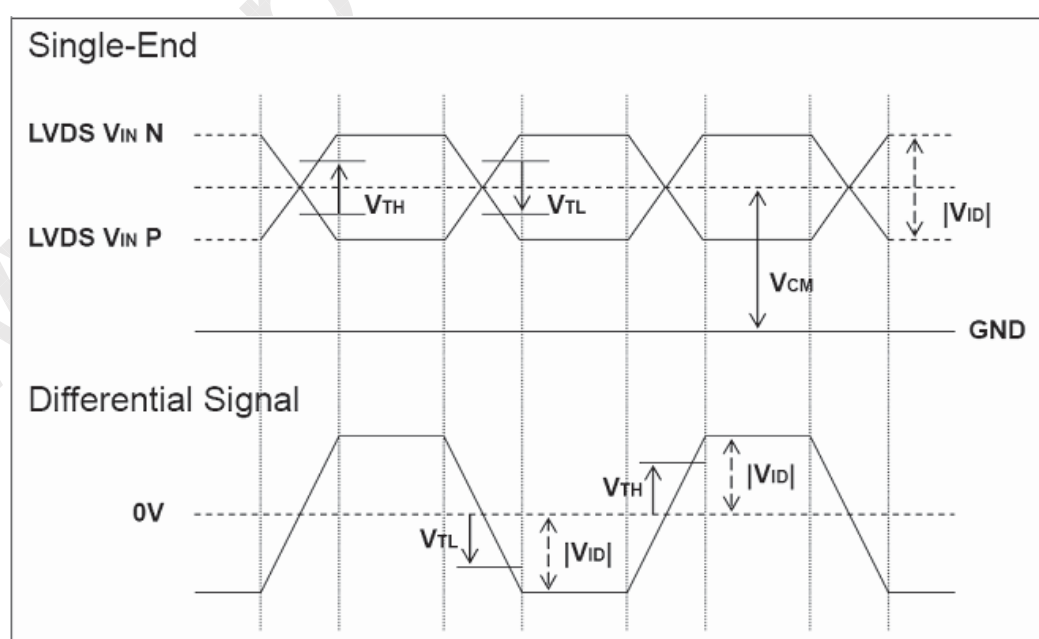 Single-End
LVDS VIN N
VTH
VTL
|VID|
LVDS VIN P
VCM
GND
Differential Signal
VTH
|VID|
0V
VTL
|VID|